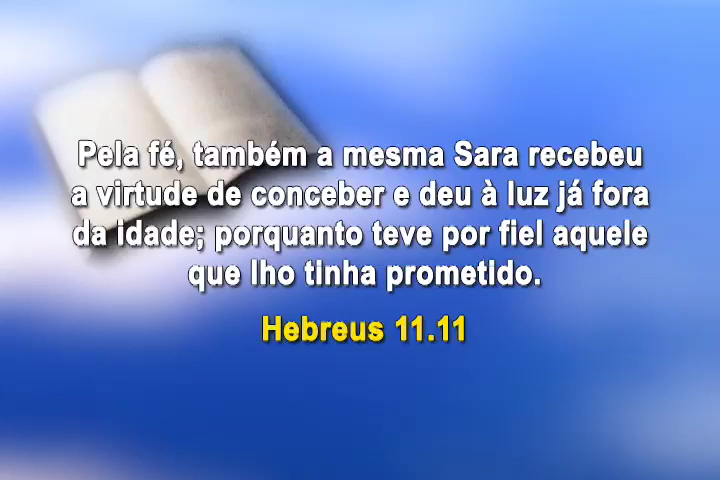 Pela fé, também a mesma Sara recebeu
a virtude de conceber e deu à luz já fora
da idade; porquanto teve por fiel aquele
que lho tinha prometido.
Hebreus 11.11